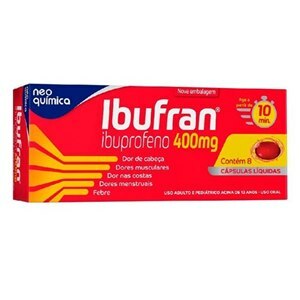 neo
química
Nova embalagem
Age a
partir de
10
min.
Ibufran®
ibuprofeno 400mg
Dor de cabeça
Dores musculares
Dor nas costas
Dores menstruais
Febre
Contém 8
CÁPSULAS LÍQUIDAS
USO ADULTO E PEDIÁTRICO ACIMA DE 12 ANOS - USO ORAL
Ibufran